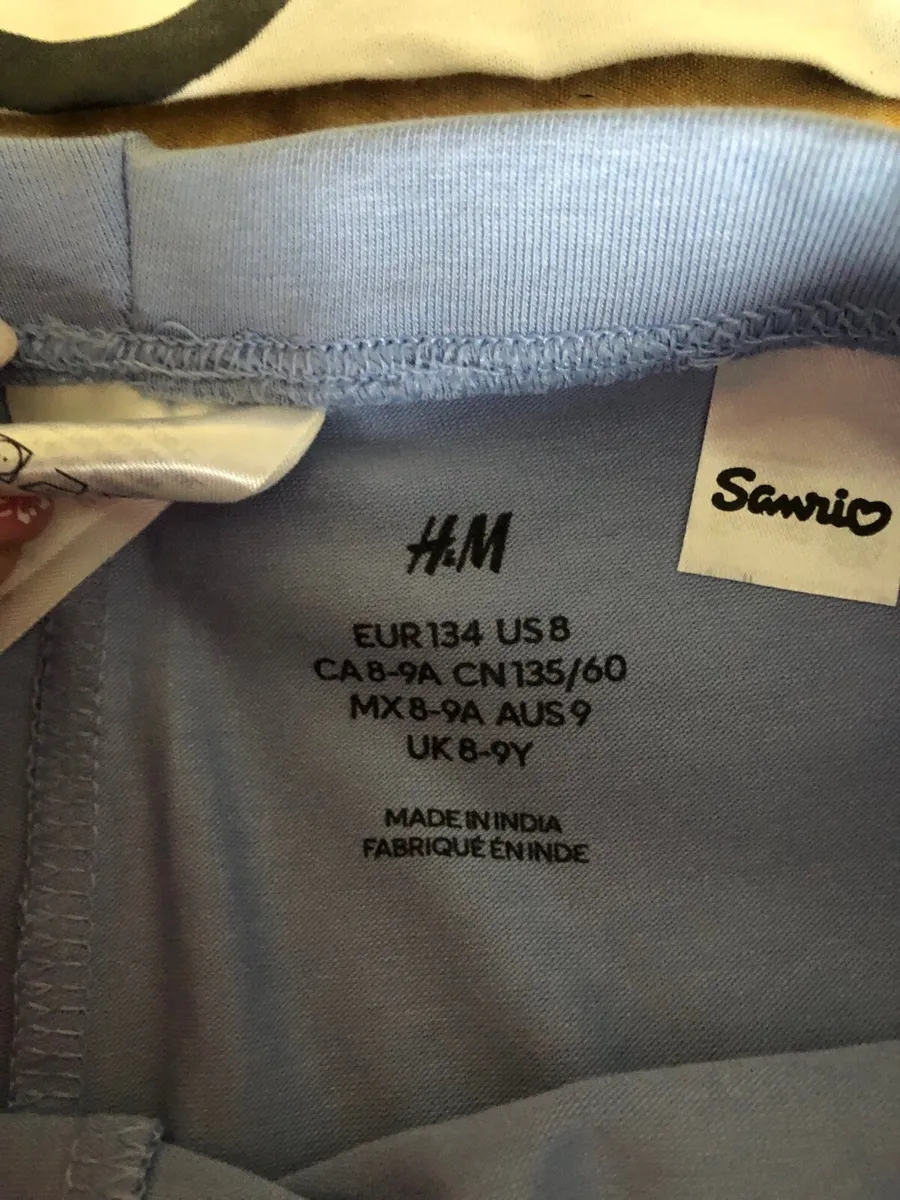 Sanrio
H&M
EUR 134 US 8
CA 8-9A CN 135/60
MX 8-9A AUS 9
UK 8-9Y
MADE IN INDIA
FABRIQUÉ ÉN INDE